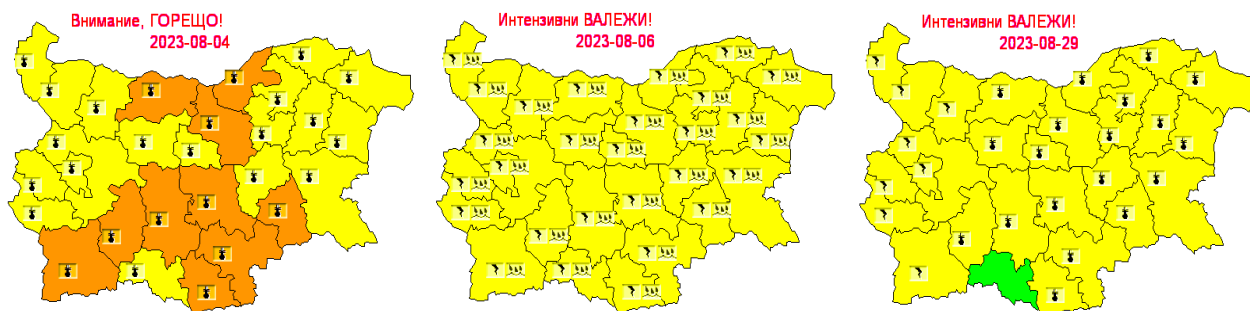 Внимание, ГОРЕЩО!
2023-08-04
Интензивни ВАЛЕЖИ!
2023-08-06
Интензивни ВАЛЕЖИ!
2023-08-29